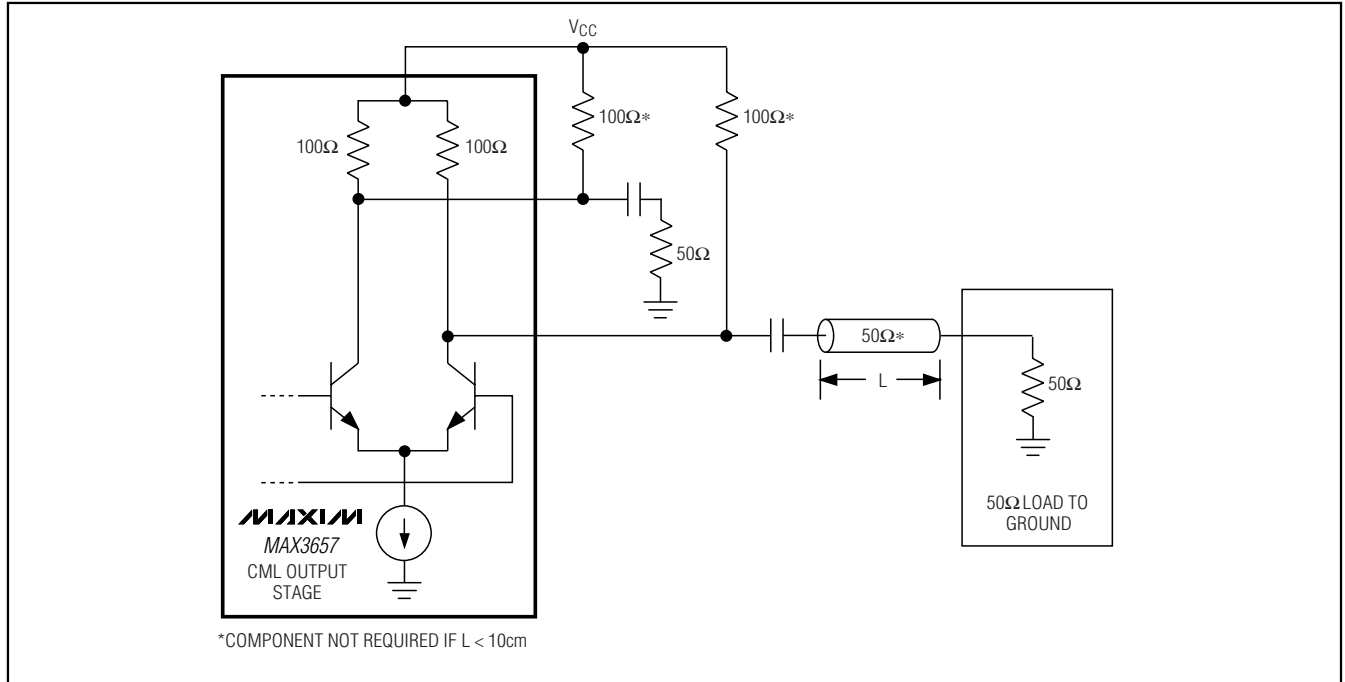 VCC
100Ω*
100Ω*
100Ω
100Ω
50Ω
50Ω*
L
50Ω
MAXIM
MAX3657
CML OUTPUT
STAGE
50Ω LOAD TO
GROUND
*COMPONENT NOT REQUIRED IF L < 10cm